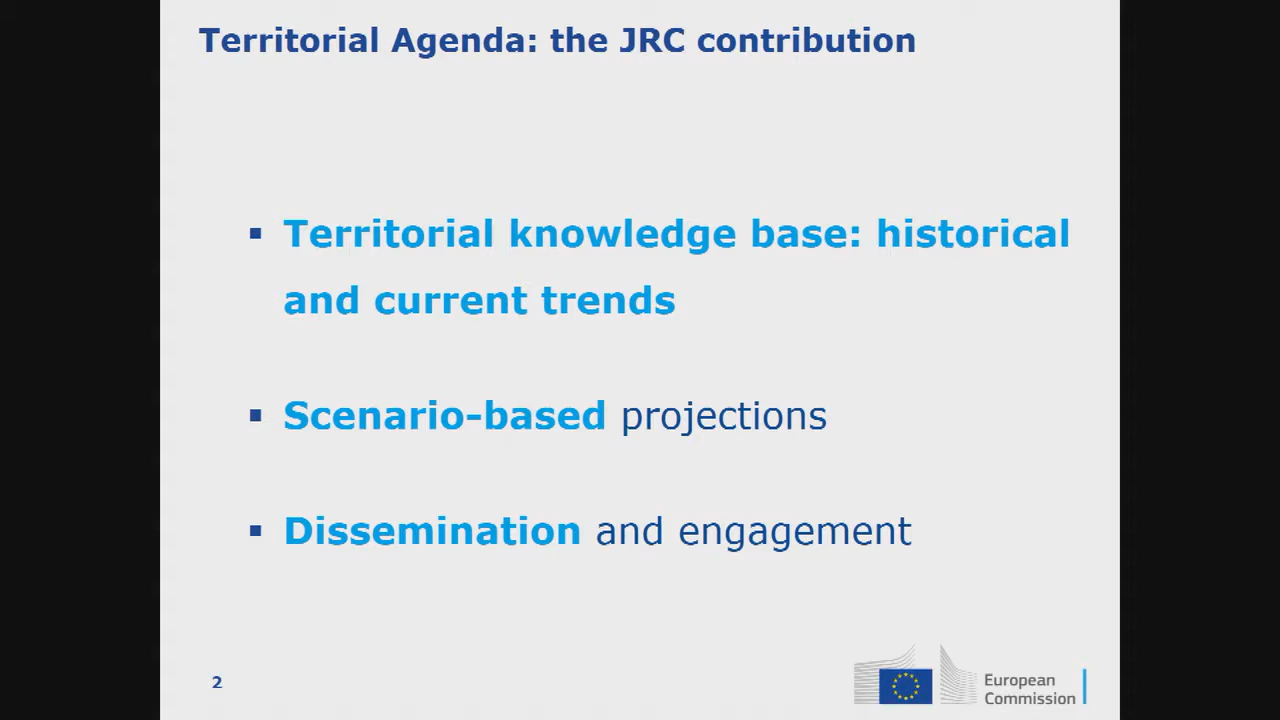 Territorial Agenda: the JRC contribution
▪ Territorial knowledge base: historical
and current trends
▪ Scenario-based projections
▪ Dissemination and engagement
2
European
Commission